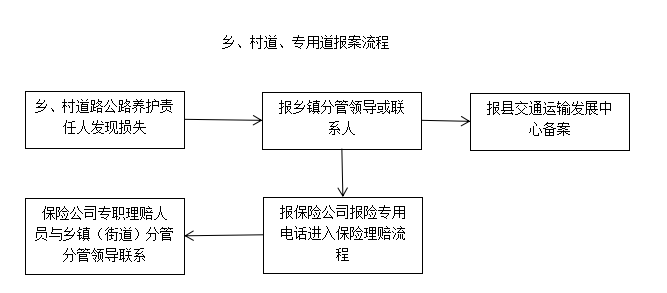 乡、村道、专用道报案流程
乡、村道路公路养护责
任人发现损失
报乡镇分管领导或联
系人
报县交通运输发展中
心备案
保险公司专职理赔人
员与乡镇（街道）分管
分管领导联系
报保险公司报险专用
电话进入保险理赔流
程